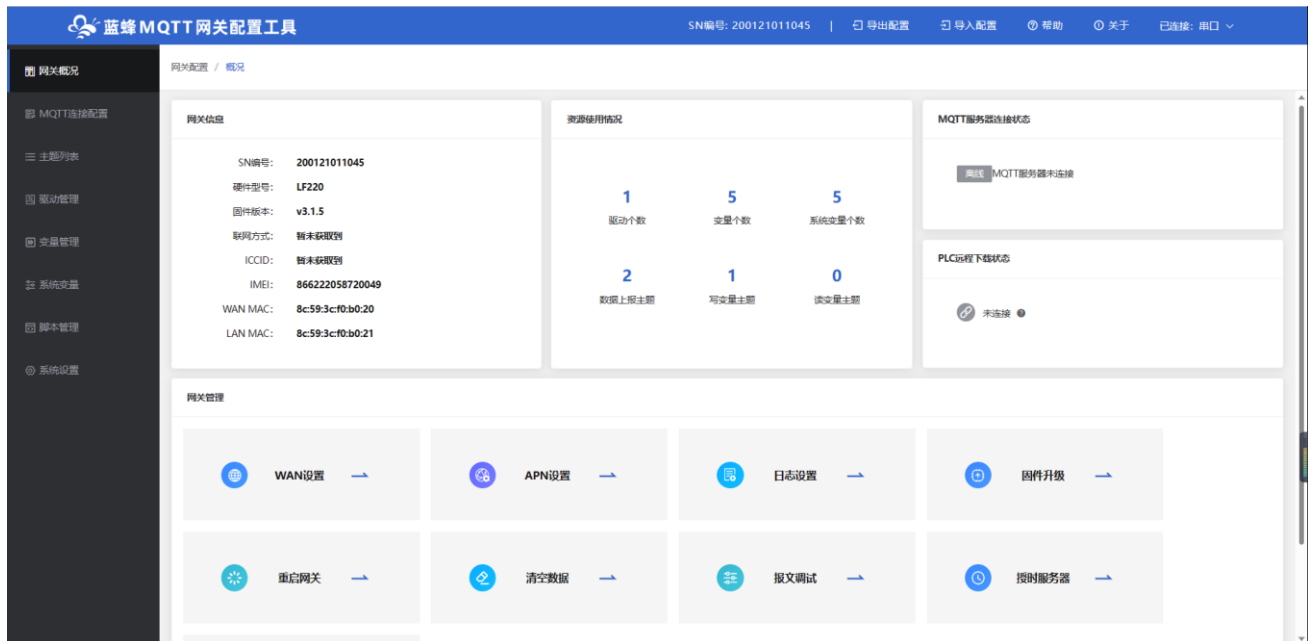 蓝蜂MQTT网关配置工具
SN编号: 200121011045 | 导出配置 导入配置 帮助 关于 已连接: 串口
网关概况
MQTT连接配置
主题列表
驱动管理
变量管理
系统变量
脚本管理
系统设置
网关配置 / 概况
网关信息
SN编号: 200121011045
硬件型号: LF220
固件版本: v3.1.5
联网方式: 暂未获取到
ICCID: 暂未获取到
IMEI: 866222058720049
WAN MAC: 8c:59:3c:f0:b0:20
LAN MAC: 8c:59:3c:f0:b0:21
资源使用情况
1 5 5
驱动个数 变量个数 系统变量个数
2 1 0
数据上报主题 写变量主题 读变量主题
MQTT服务器连接状态
离线 MQTT服务器未连接
PLC远程下载状态
未连接
网关管理
WAN设置 APN设置 日志设置 固件升级
重启网关 清空数据 报文调试 授时服务器